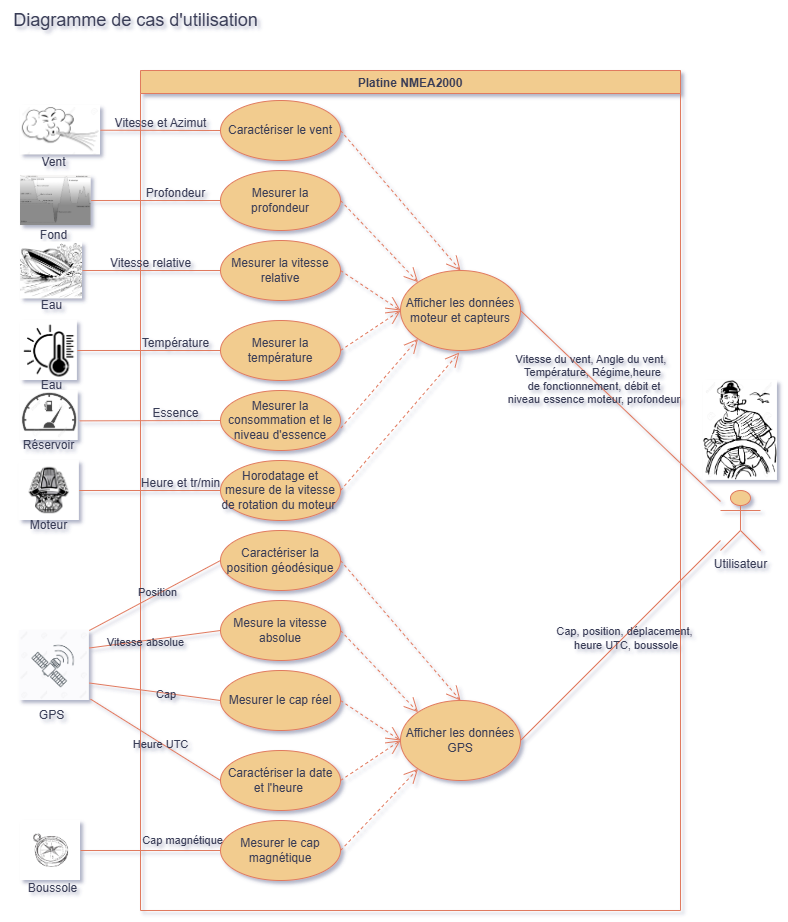 Diagramme de cas d'utilisation
Platine NMEA2000
Vitesse et Azimut
Caractériser le vent
Vent
Profondeur
Mesurer la
profondeur
Fond
Vitesse relative
Mesurer la vitesse
relative
Eau
Afficher les données
moteur et capteurs
Température
Mesurer la
température
Eau
Vitesse du vent, Angle du vent,
Température, Régime,heure
de fonctionnement, débit et
niveau essence moteur, profondeur
Essence
Mesurer la
consommation et le
niveau d'essence
Réservoir
Heure et tr/min
Horodatage et
mesure de la vitesse
de rotation du moteur
Moteur
Utilisateur
Caractériser la
position géodésique
Position
Mesure la vitesse
absolue
Vitesse absolue
Cap, position, déplacement,
heure UTC, boussole
Cap
Mesurer le cap réel
GPS
Heure UTC
Afficher les données
GPS
Caractériser la date
et l'heure
Cap magnétique
Mesurer le cap
magnétique
Boussole